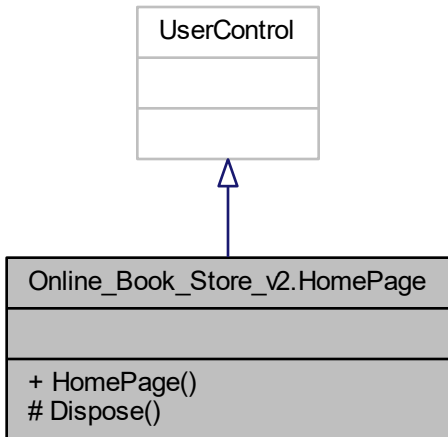 UserControl
Online_Book_Store_v2.HomePage
+ HomePage()
# Dispose()